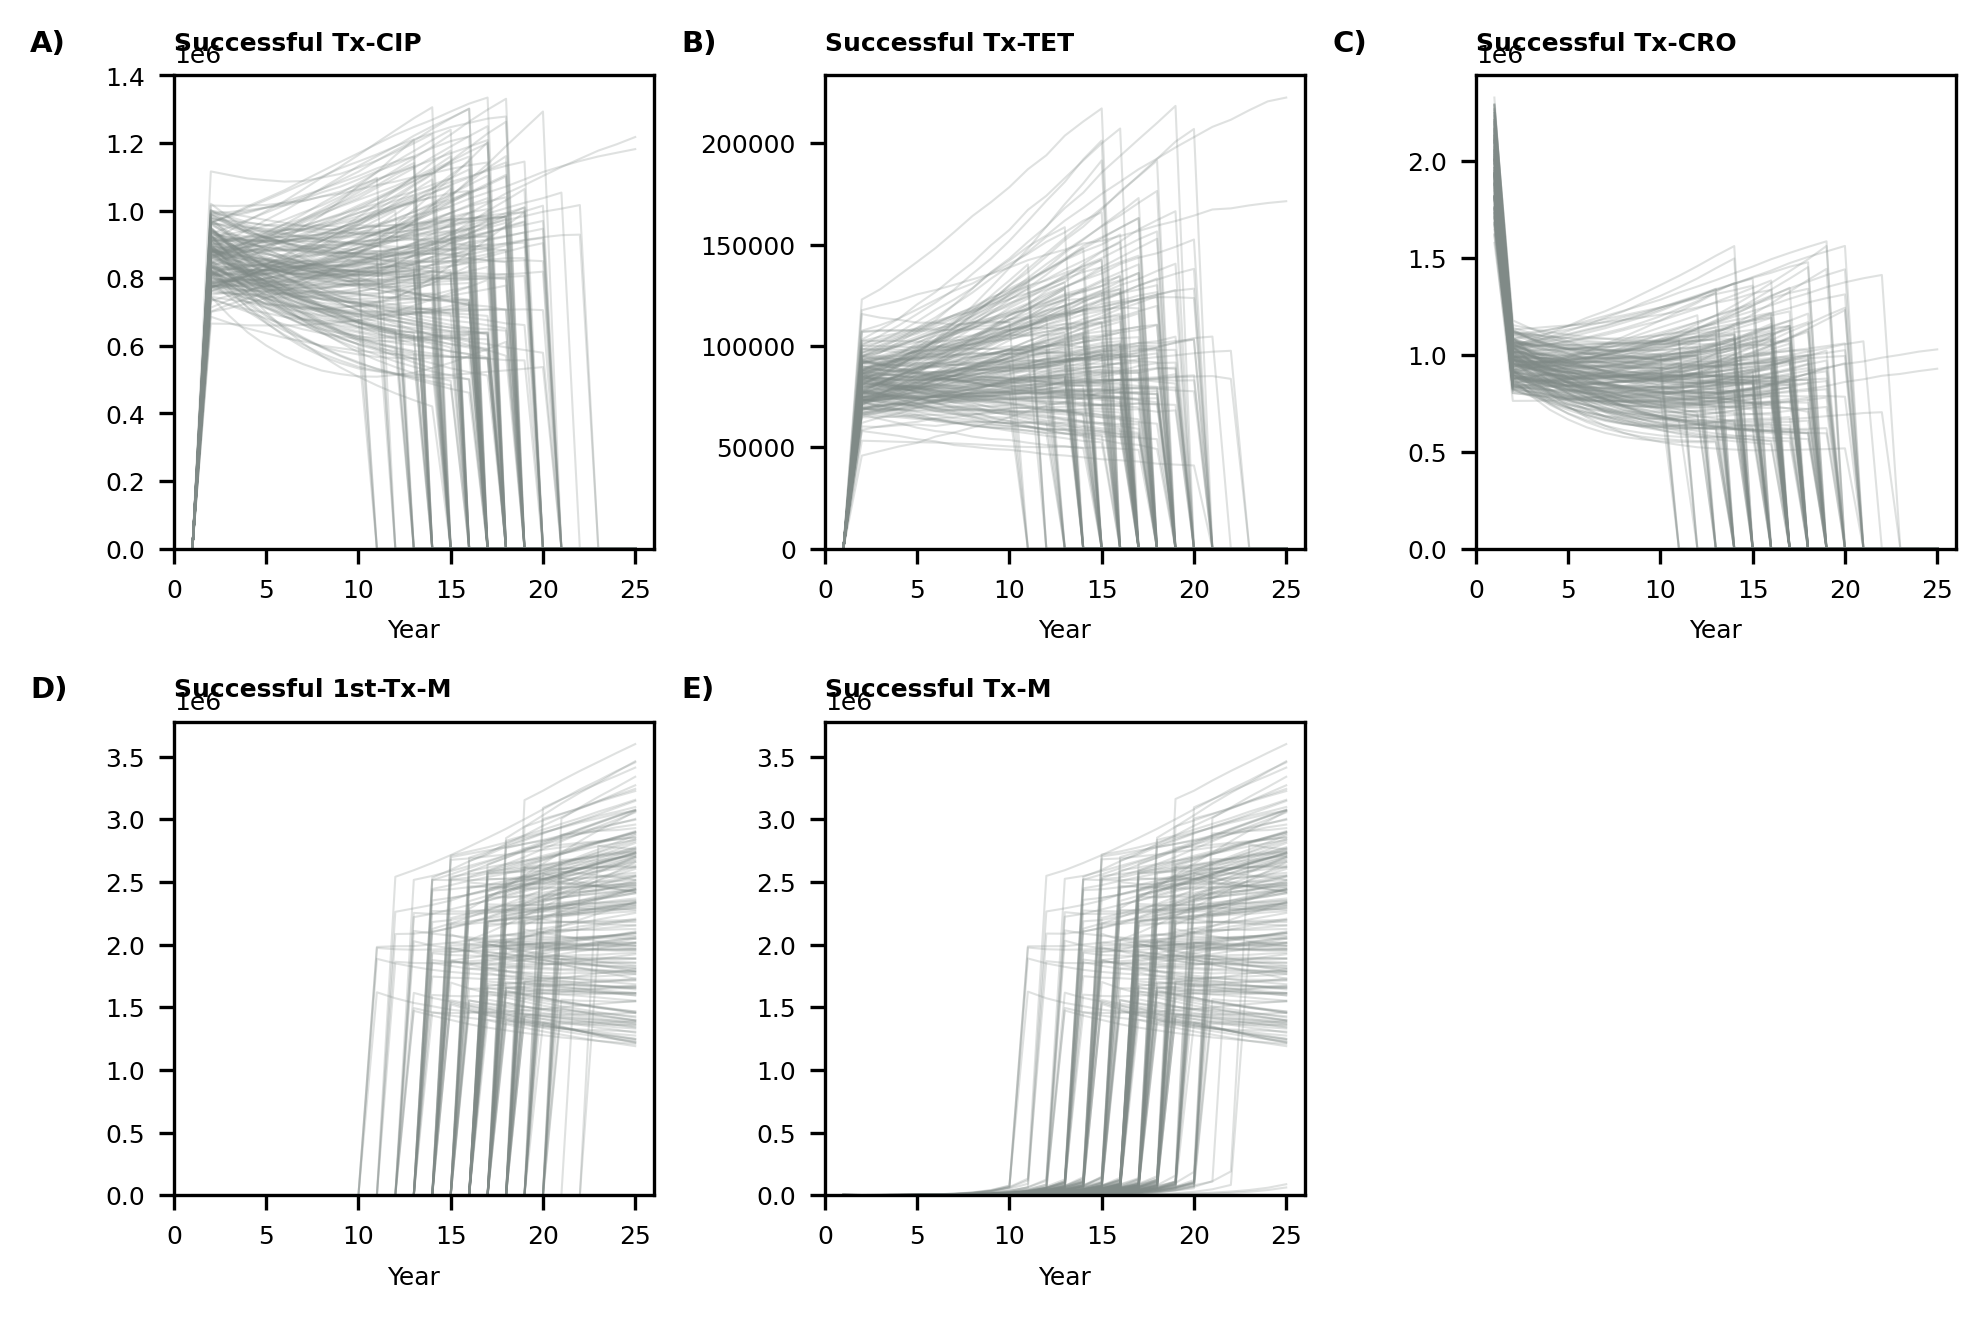 A) Successful Tx-CIP
1e6
1.4
1.2
1.0
0.8
0.6
0.4
0.2
0.0
0 5 10 15 20 25
Year
B) Successful Tx-TET
200000
150000
100000
50000
0
0 5 10 15 20 25
Year
C) Successful Tx-CRO
1e6
2.0
1.5
1.0
0.5
0.0
0 5 10 15 20 25
Year
D) Successful 1st-Tx-M
1e6
3.5
3.0
2.5
2.0
1.5
1.0
0.5
0.0
0 5 10 15 20 25
Year
E) Successful Tx-M
1e6
3.5
3.0
2.5
2.0
1.5
1.0
0.5
0.0
0 5 10 15 20 25
Year